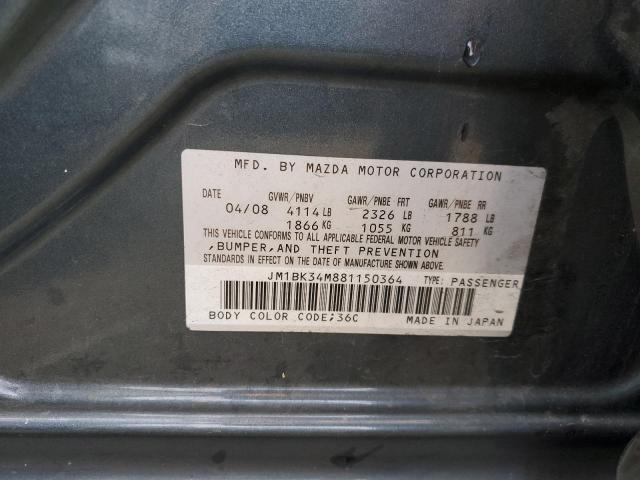 MFD. BY MAZDA MOTOR CORPORATION
DATE GVWR/PNBV GAWR/PNBE FRT GAWR/PNBE RR
04/08 4114 LB 2326 LB 1788 LB
1866 KG 1055 KG 811 KG
THIS VEHICLE CONFORMS TO ALL APPLICABLE FEDERAL MOTOR VEHICLE SAFETY
,BUMPER,AND THEFT PREVENTION
STANDARDS IN EFFECT ON THE DATE OF MANUFACTURE SHOWN ABOVE.
JM1BK34M881150364 TYPE: PASSENGER
BODY COLOR CODE;36C MADE IN JAPAN